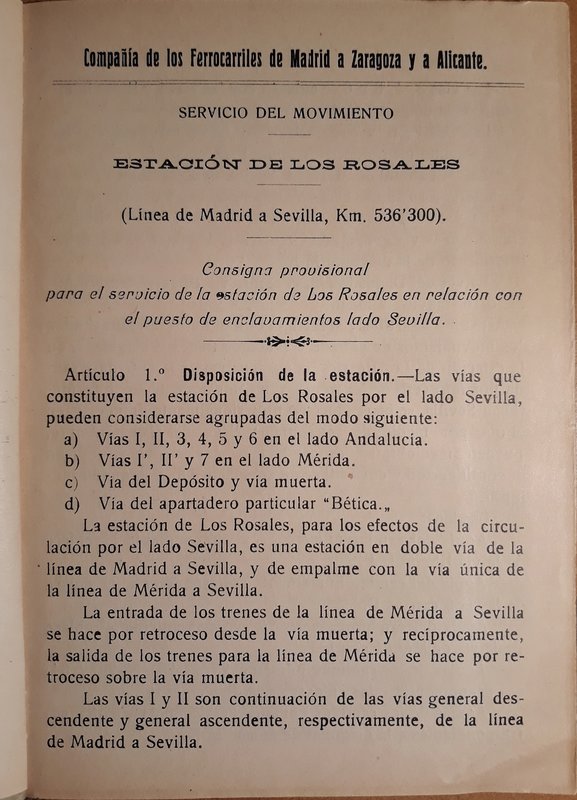 Compañía de los Ferrocarriles de Madrid a Zaragoza y a Alicante.
SERVICIO DEL MOVIMIENTO
ESTACIÓN DE LOS ROSALES
(Línea de Madrid a Sevilla, Km. 536'300).
Consigna provisional
para el servicio de la estación de Los Rosales en relación con
el puesto de enclavamientos lado Sevilla.
Artículo 1.º Disposición de la estación.—Las vías que
constituyen la estación de Los Rosales por el lado Sevilla,
pueden considerarse agrupadas del modo siguiente:
a) Vías I, II, 3, 4, 5 y 6 en el lado Andalucía.
b) Vías I', II' y 7 en el lado Mérida.
c) Vía del Depósito y vía muerta.
d) Vía del apartadero particular “Bética.„
La estación de Los Rosales, para los efectos de la circu-
lación por el lado Sevilla, es una estación en doble vía de la
línea de Madrid a Sevilla, y de empalme con la vía única de
la línea de Mérida a Sevilla.
La entrada de los trenes de la línea de Mérida a Sevilla
se hace por retroceso desde la vía muerta; y recíprocamente,
la salida de los trenes para la línea de Mérida se hace por re-
troceso sobre la vía muerta.
Las vías I y II son continuación de las vías general des-
cendente y general ascendente, respectivamente, de la línea
de Madrid a Sevilla.